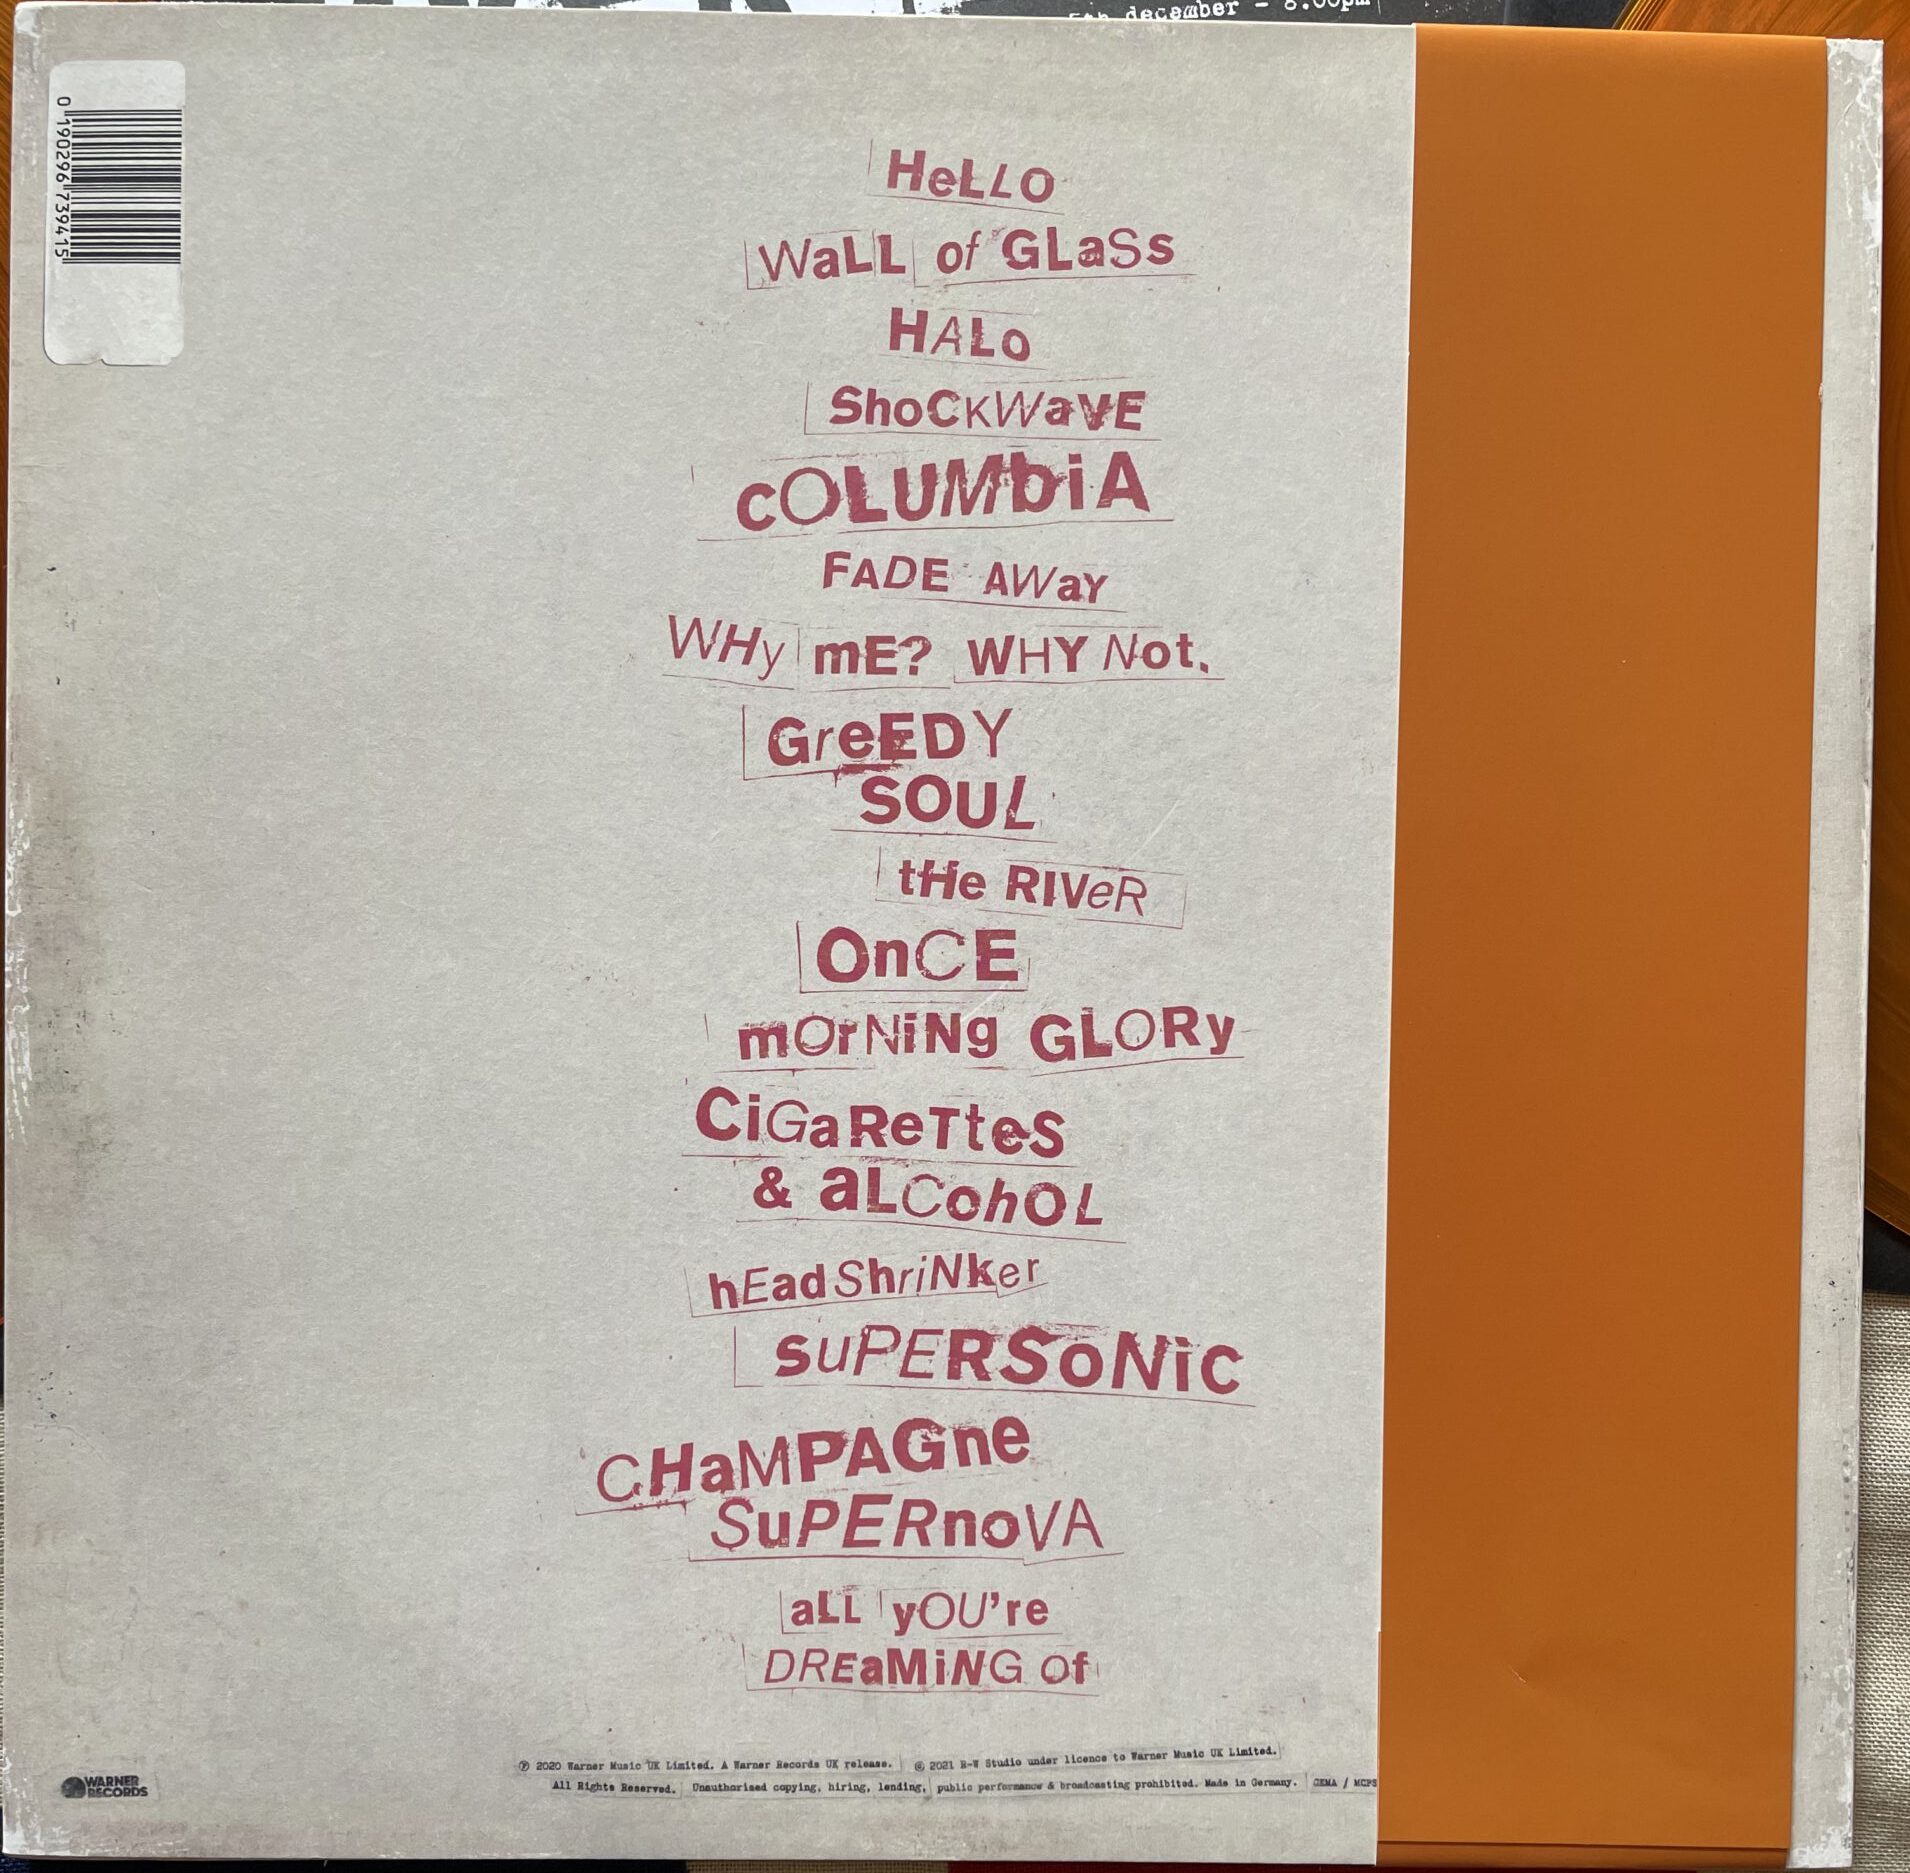 5th december - 8.00pm
0 190296 739415
HeLLO
WaLL of GLaSs
HALo
ShoCKWavE
cOLUMbiA
FADE AWaY
WHy mE? WHY Not.
GreEDY
SOUL
tHe RIVeR
OnCE
mOrNiNg GLORy
CiGaReTteS
& aLCohOL
hEadShriNker
suPERSoNic
CHaMPAGne
SuPERnoVA
aLL yOU're
DREaMiNG Of
℗ 2020 Warner Music UK Limited. A Warner Records UK release. © 2021 R-W Studio under licence to Warner Music UK Limited.
All Rights Reserved. Unauthorised copying, hiring, lending, public performance & broadcasting prohibited. Made in Germany. GEMA / MCPS
WARNER
RECORDS